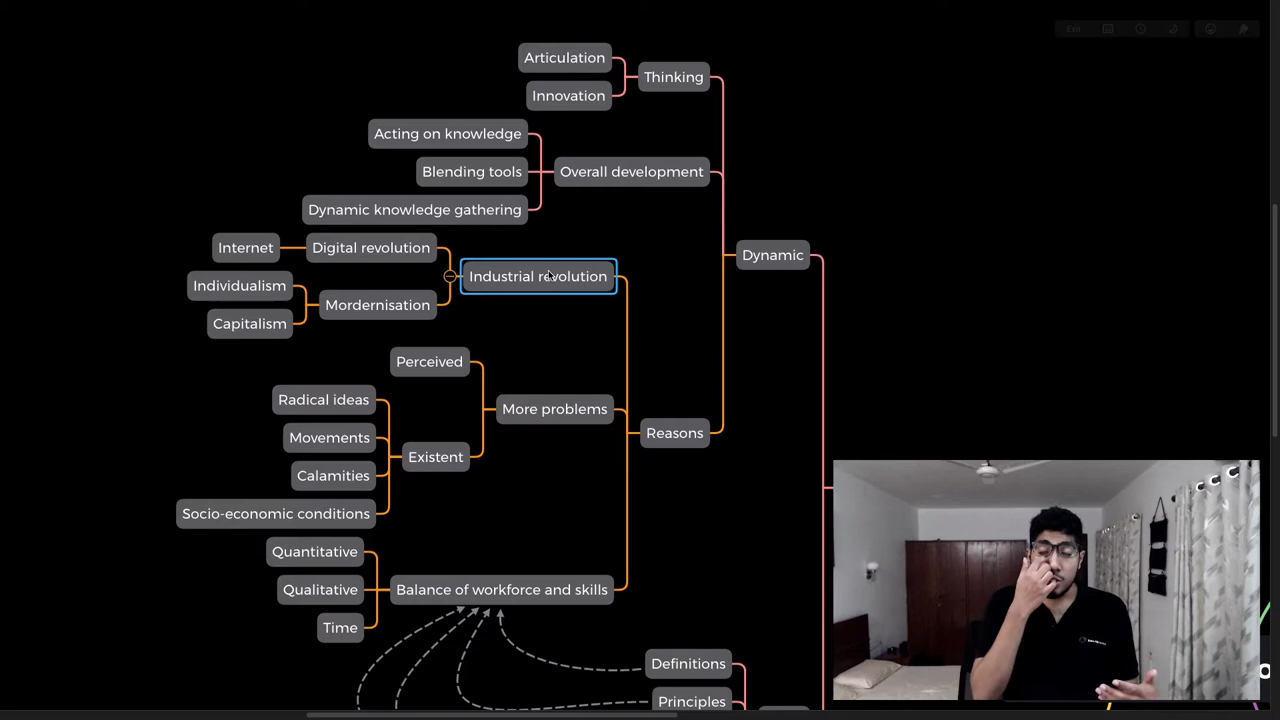 Exit
Articulation
Thinking
Innovation
Acting on knowledge
Blending tools
Overall development
Dynamic knowledge gathering
Internet
Digital revolution
Dynamic
Industrial revolution
Individualism
Mordernisation
Capitalism
Perceived
Radical ideas
More problems
Movements
Reasons
Existent
Calamities
Socio-economic conditions
Quantitative
Qualitative
Balance of workforce and skills
Time
Definitions
Principles